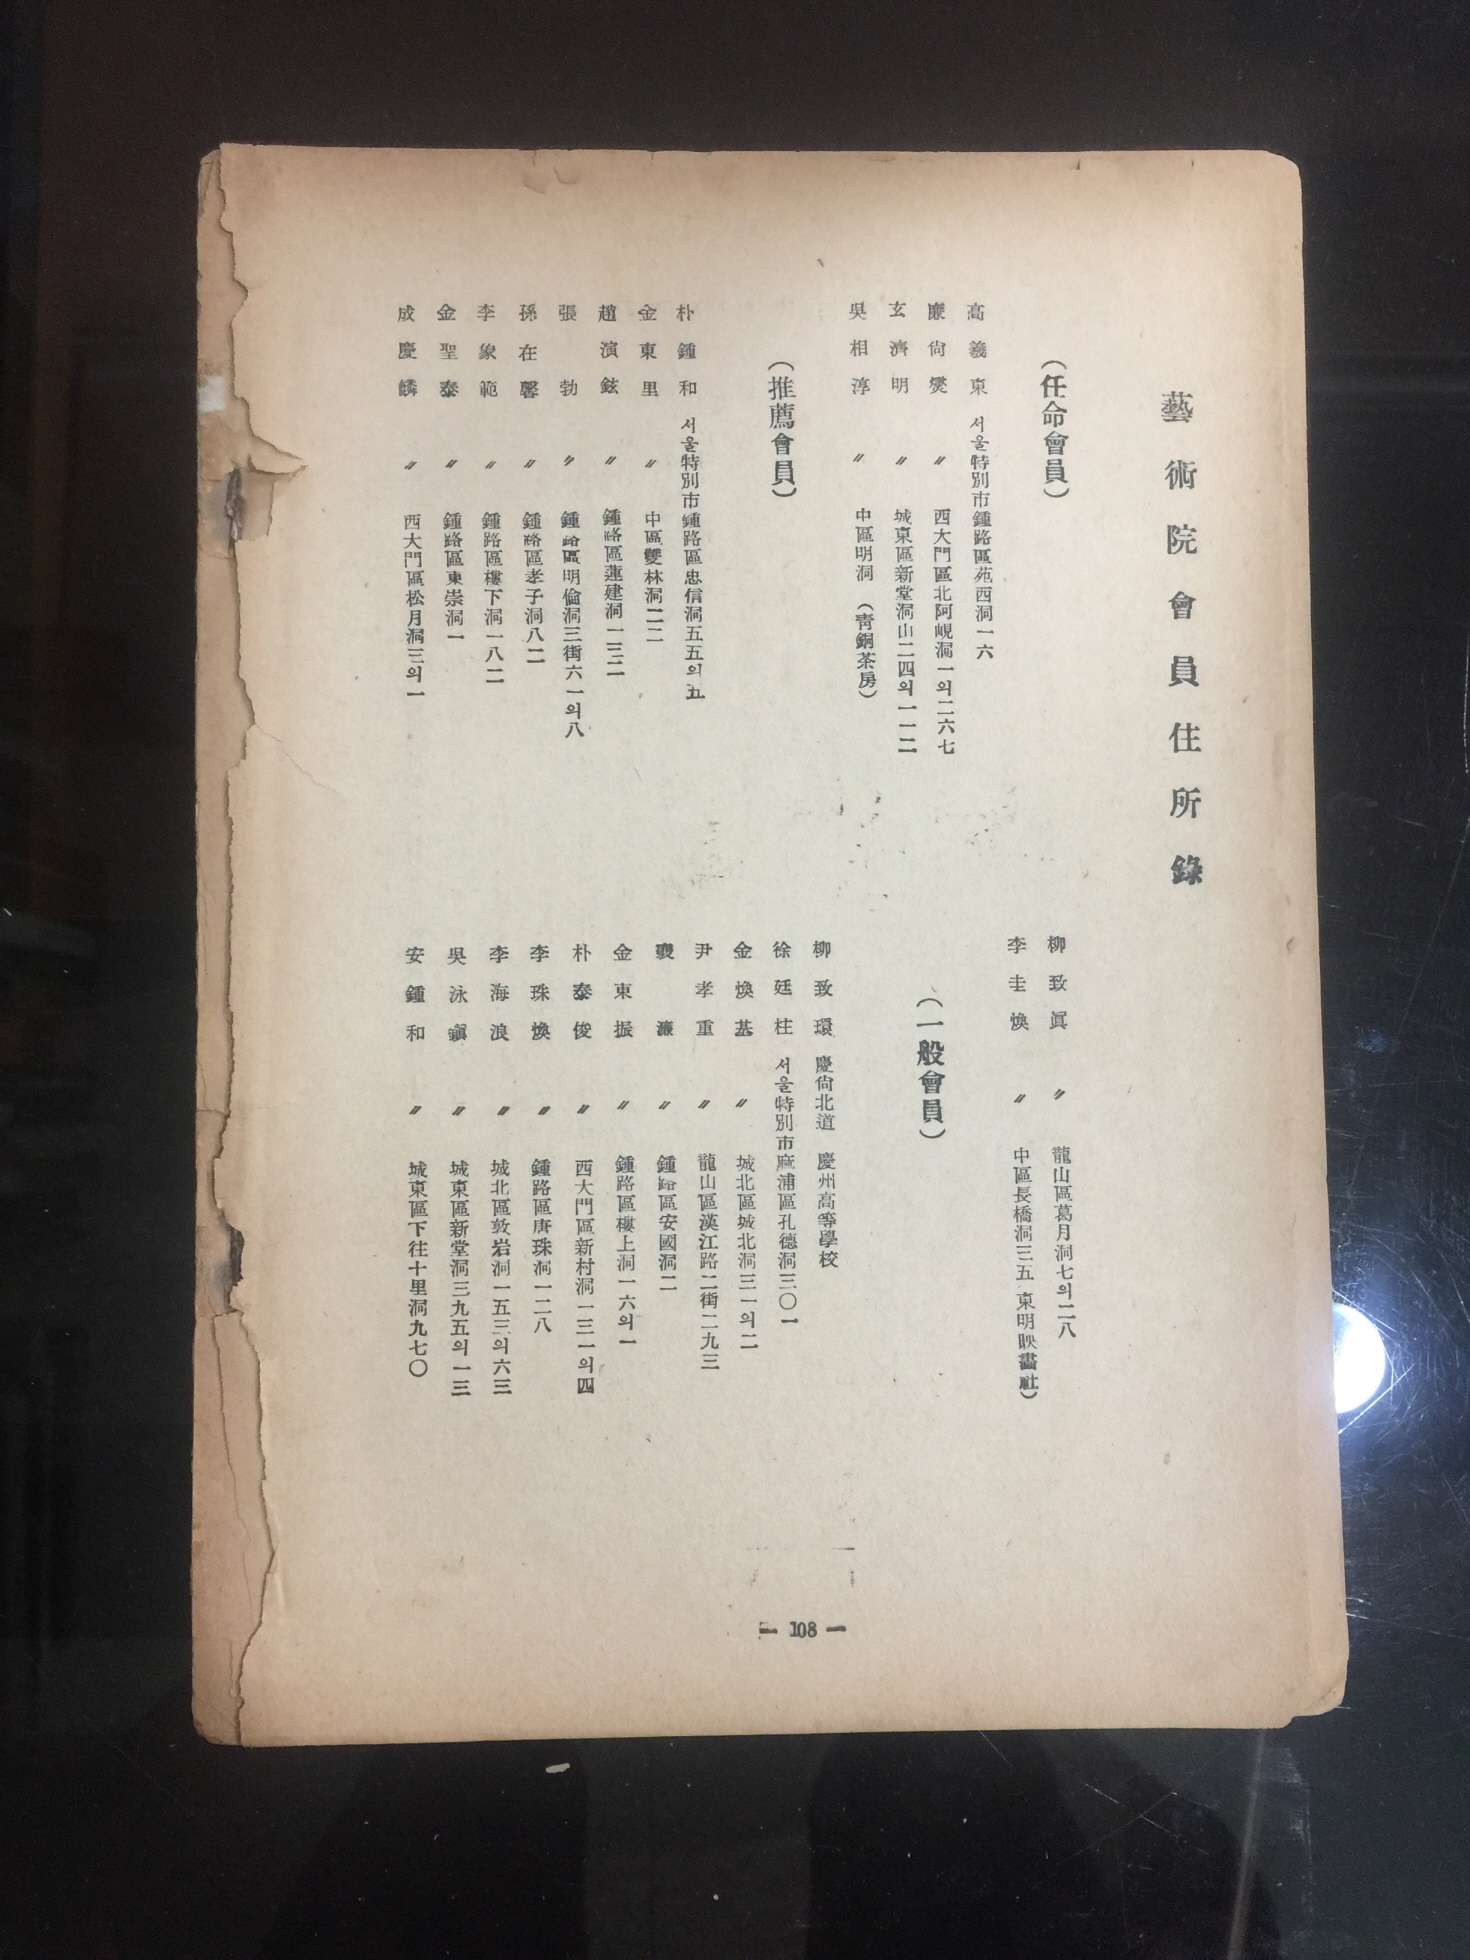 藝術院會員住所錄
(任命會員)
高羲東 서울特別市鍾路區苑西洞一六
廉尙燮 〃 西大門區北阿峴洞一의二六七
玄濟明 〃 城東區新堂洞山二四의一一二
吳相淳 〃 中區明洞 (靑銅茶房)
(推薦會員)
朴鍾和 서울特別市鍾路區忠信洞五五의五
金東里 〃 中區雙林洞二二
趙演鉉 〃 鍾路區蓮建洞一三二
張勃 〃 鍾路區明倫洞三街六一의八
孫在馨 〃 鍾路區孝子洞八二
李象範 〃 鍾路區樓下洞一八二
金聖泰 〃 鍾路區東崇洞一
成慶麟 〃 西大門區松月洞三의一
柳致眞 〃 龍山區葛月洞七의二八
李圭煥 〃 中區長橋洞三五 東明映畵社)
(一般會員)
柳致環 慶尙北道 慶州高等學校
徐廷柱 서울特別市麻浦區孔德洞三〇一
金煥基 〃 城北區城北洞三一의二
尹孝重 〃 龍山區漢江路二街二九三
裵濂 〃 鍾路區安國洞二
金東振 〃 鍾路區樓上洞一六의一
朴泰俊 〃 西大門區新村洞一三一의四
李珠煥 〃 鍾路區唐珠洞一二八
李海浪 〃 城北區敦岩洞一五三의六三
吳泳鎭 〃 城東區新堂洞三九五의一三
安鍾和 〃 城東區下往十里洞九七〇
— 108 —